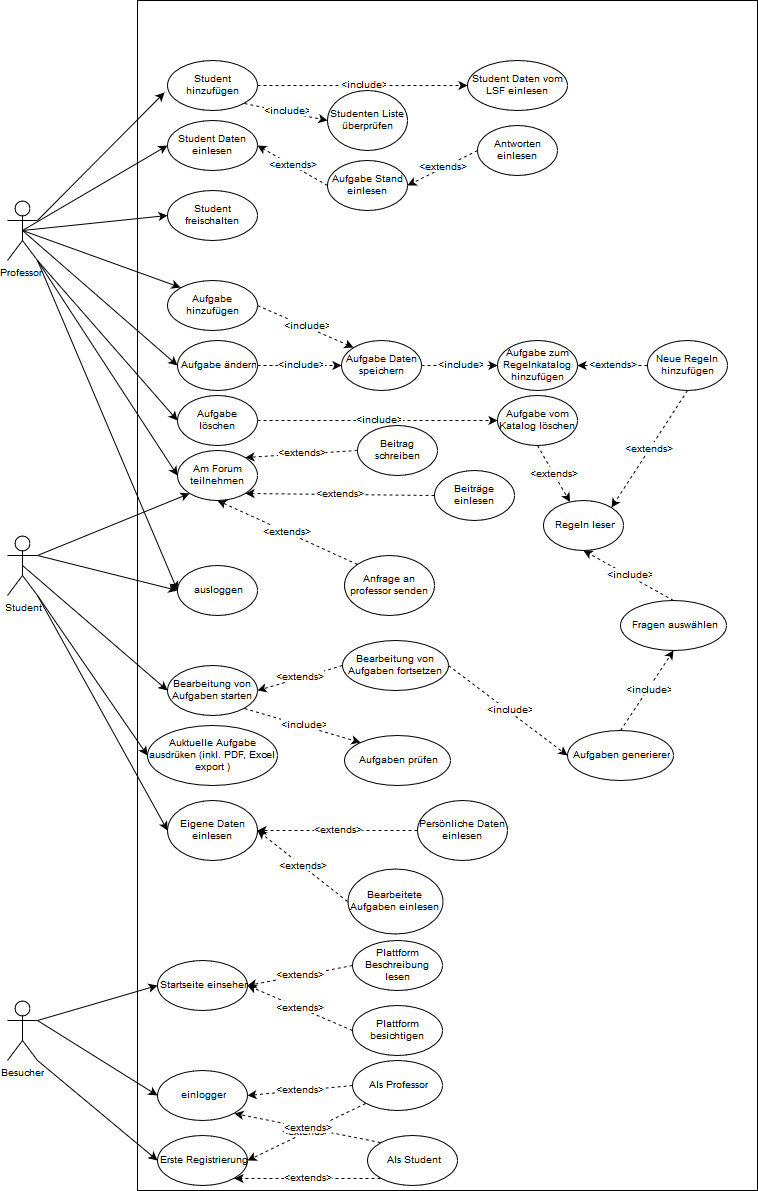 Student
hinzufügen
<include>
Student Daten vom
LSF einlesen
<include>
Studenten Liste
überprüfen
Student Daten
einlesen
<extends>
Aufgabe Stand
einlesen
<extends>
Antworten
einlesen
Student
freischalten
Professor
Aufgabe
hinzufügen
<include>
Aufgabe ändern
<include>
Aufgabe Daten
speichern
<include>
Aufgabe zum
Regelnkatalog
hinzufügen
<extends>
Neue Regeln
hinzufügen
Aufgabe
löschen
<include>
Aufgabe vom
Katalog löschen
<extends>
Beitrag
schreiben
<extends>
<extends>
Am Forum
teilnehmen
<extends>
Beiträge
einlesen
Regeln leser
<extends>
Anfrage an
professor senden
<include>
ausloggen
Student
Fragen auswählen
Bearbeitung von
Aufgaben starten
<extends>
Bearbeitung von
Aufgaben fortsetzen
<include>
<include>
<include>
Aufgaben prüfen
Aufgaben generierer
Auktuelle Aufgabe
ausdrüken (inkl. PDF, Excel
export )
Eigene Daten
einlesen
<extends>
Persönliche Daten
einlesen
<extends>
Bearbeitete
Aufgaben einlesen
Startseite einseher
<extends>
Plattform
Beschreibung
lesen
<extends>
Plattform
besichtigen
Besucher
einlogger
<extends>
Als Professor
<extends>
<extends>
Erste Registrierung
<extends>
Als Student